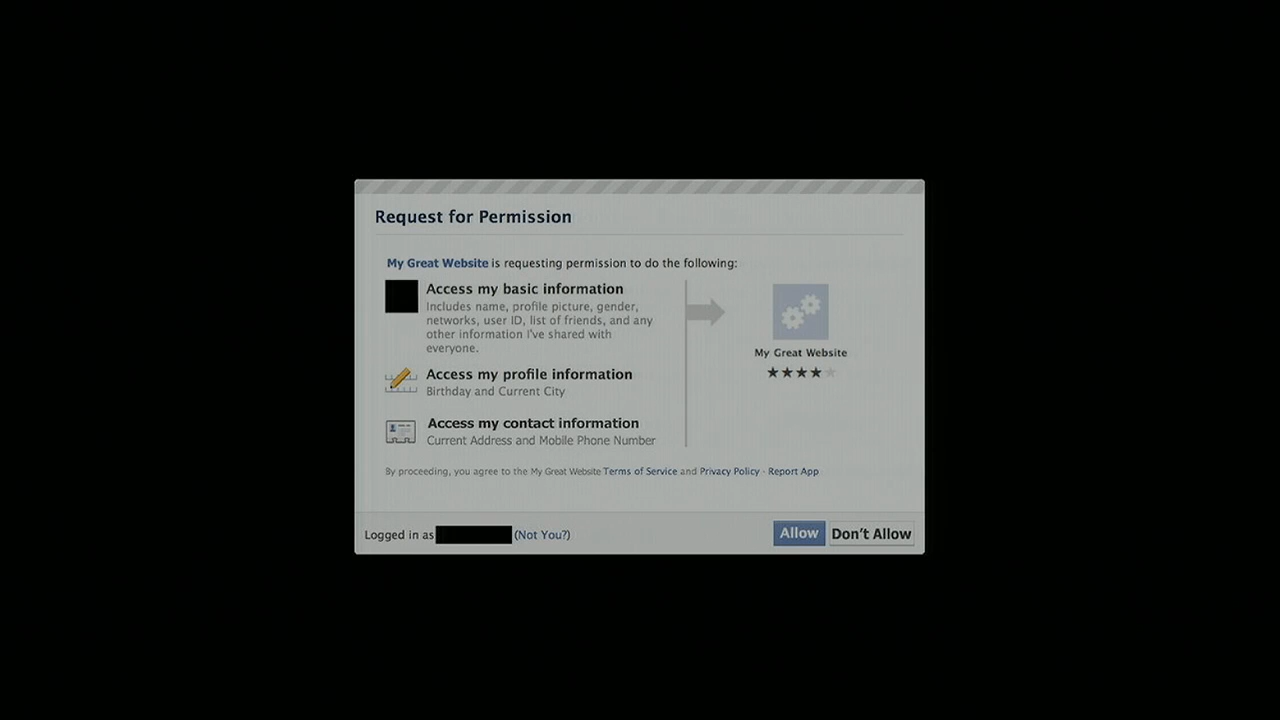 Request for Permission
My Great Website is requesting permission to do the following:
Access my basic information
Includes name, profile picture, gender,
networks, user ID, list of friends, and any
other information I've shared with
everyone.
Access my profile information
Birthday and Current City
Access my contact information
Current Address and Mobile Phone Number
My Great Website
By proceeding, you agree to the My Great Website Terms of Service and Privacy Policy · Report App
Logged in as (Not You?)
Allow Don't Allow